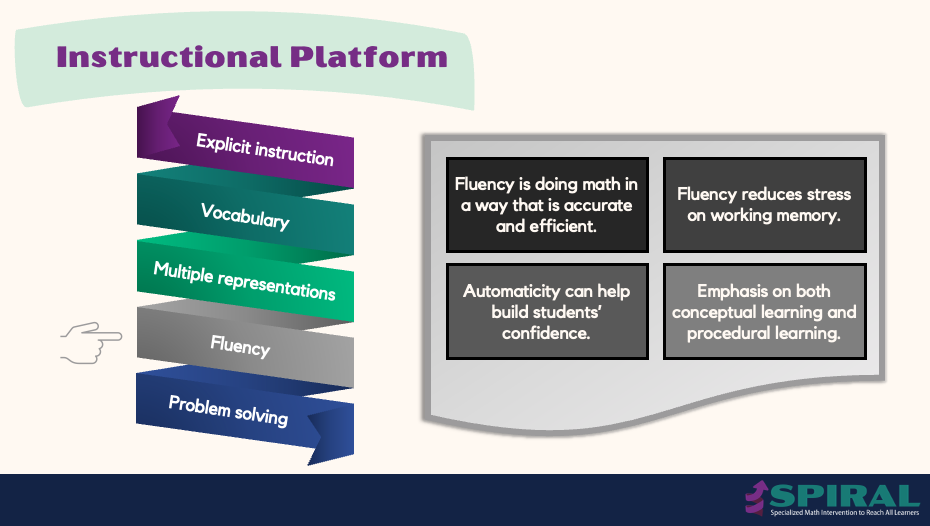 Instructional Platform
Explicit instruction
Vocabulary
Multiple representations
Fluency
Problem solving
Fluency is doing math in
a way that is accurate
and efficient.
Fluency reduces stress
on working memory.
Automaticity can help
build students'
confidence.
Emphasis on both
conceptual learning and
procedural learning.
SPIRAL
Specialized Math Intervention to Reach All Learners